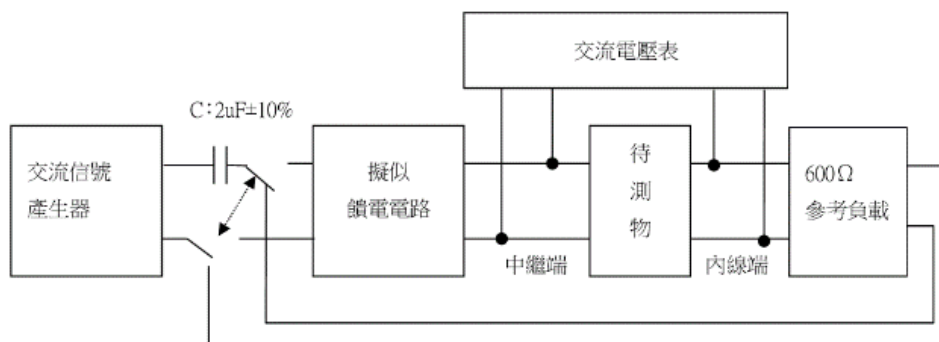 交流電壓表
C:2uF±10%
交流信號
產生器
擬似
饋電電路
待
測
物
600Ω
參考負載
中繼端
內線端